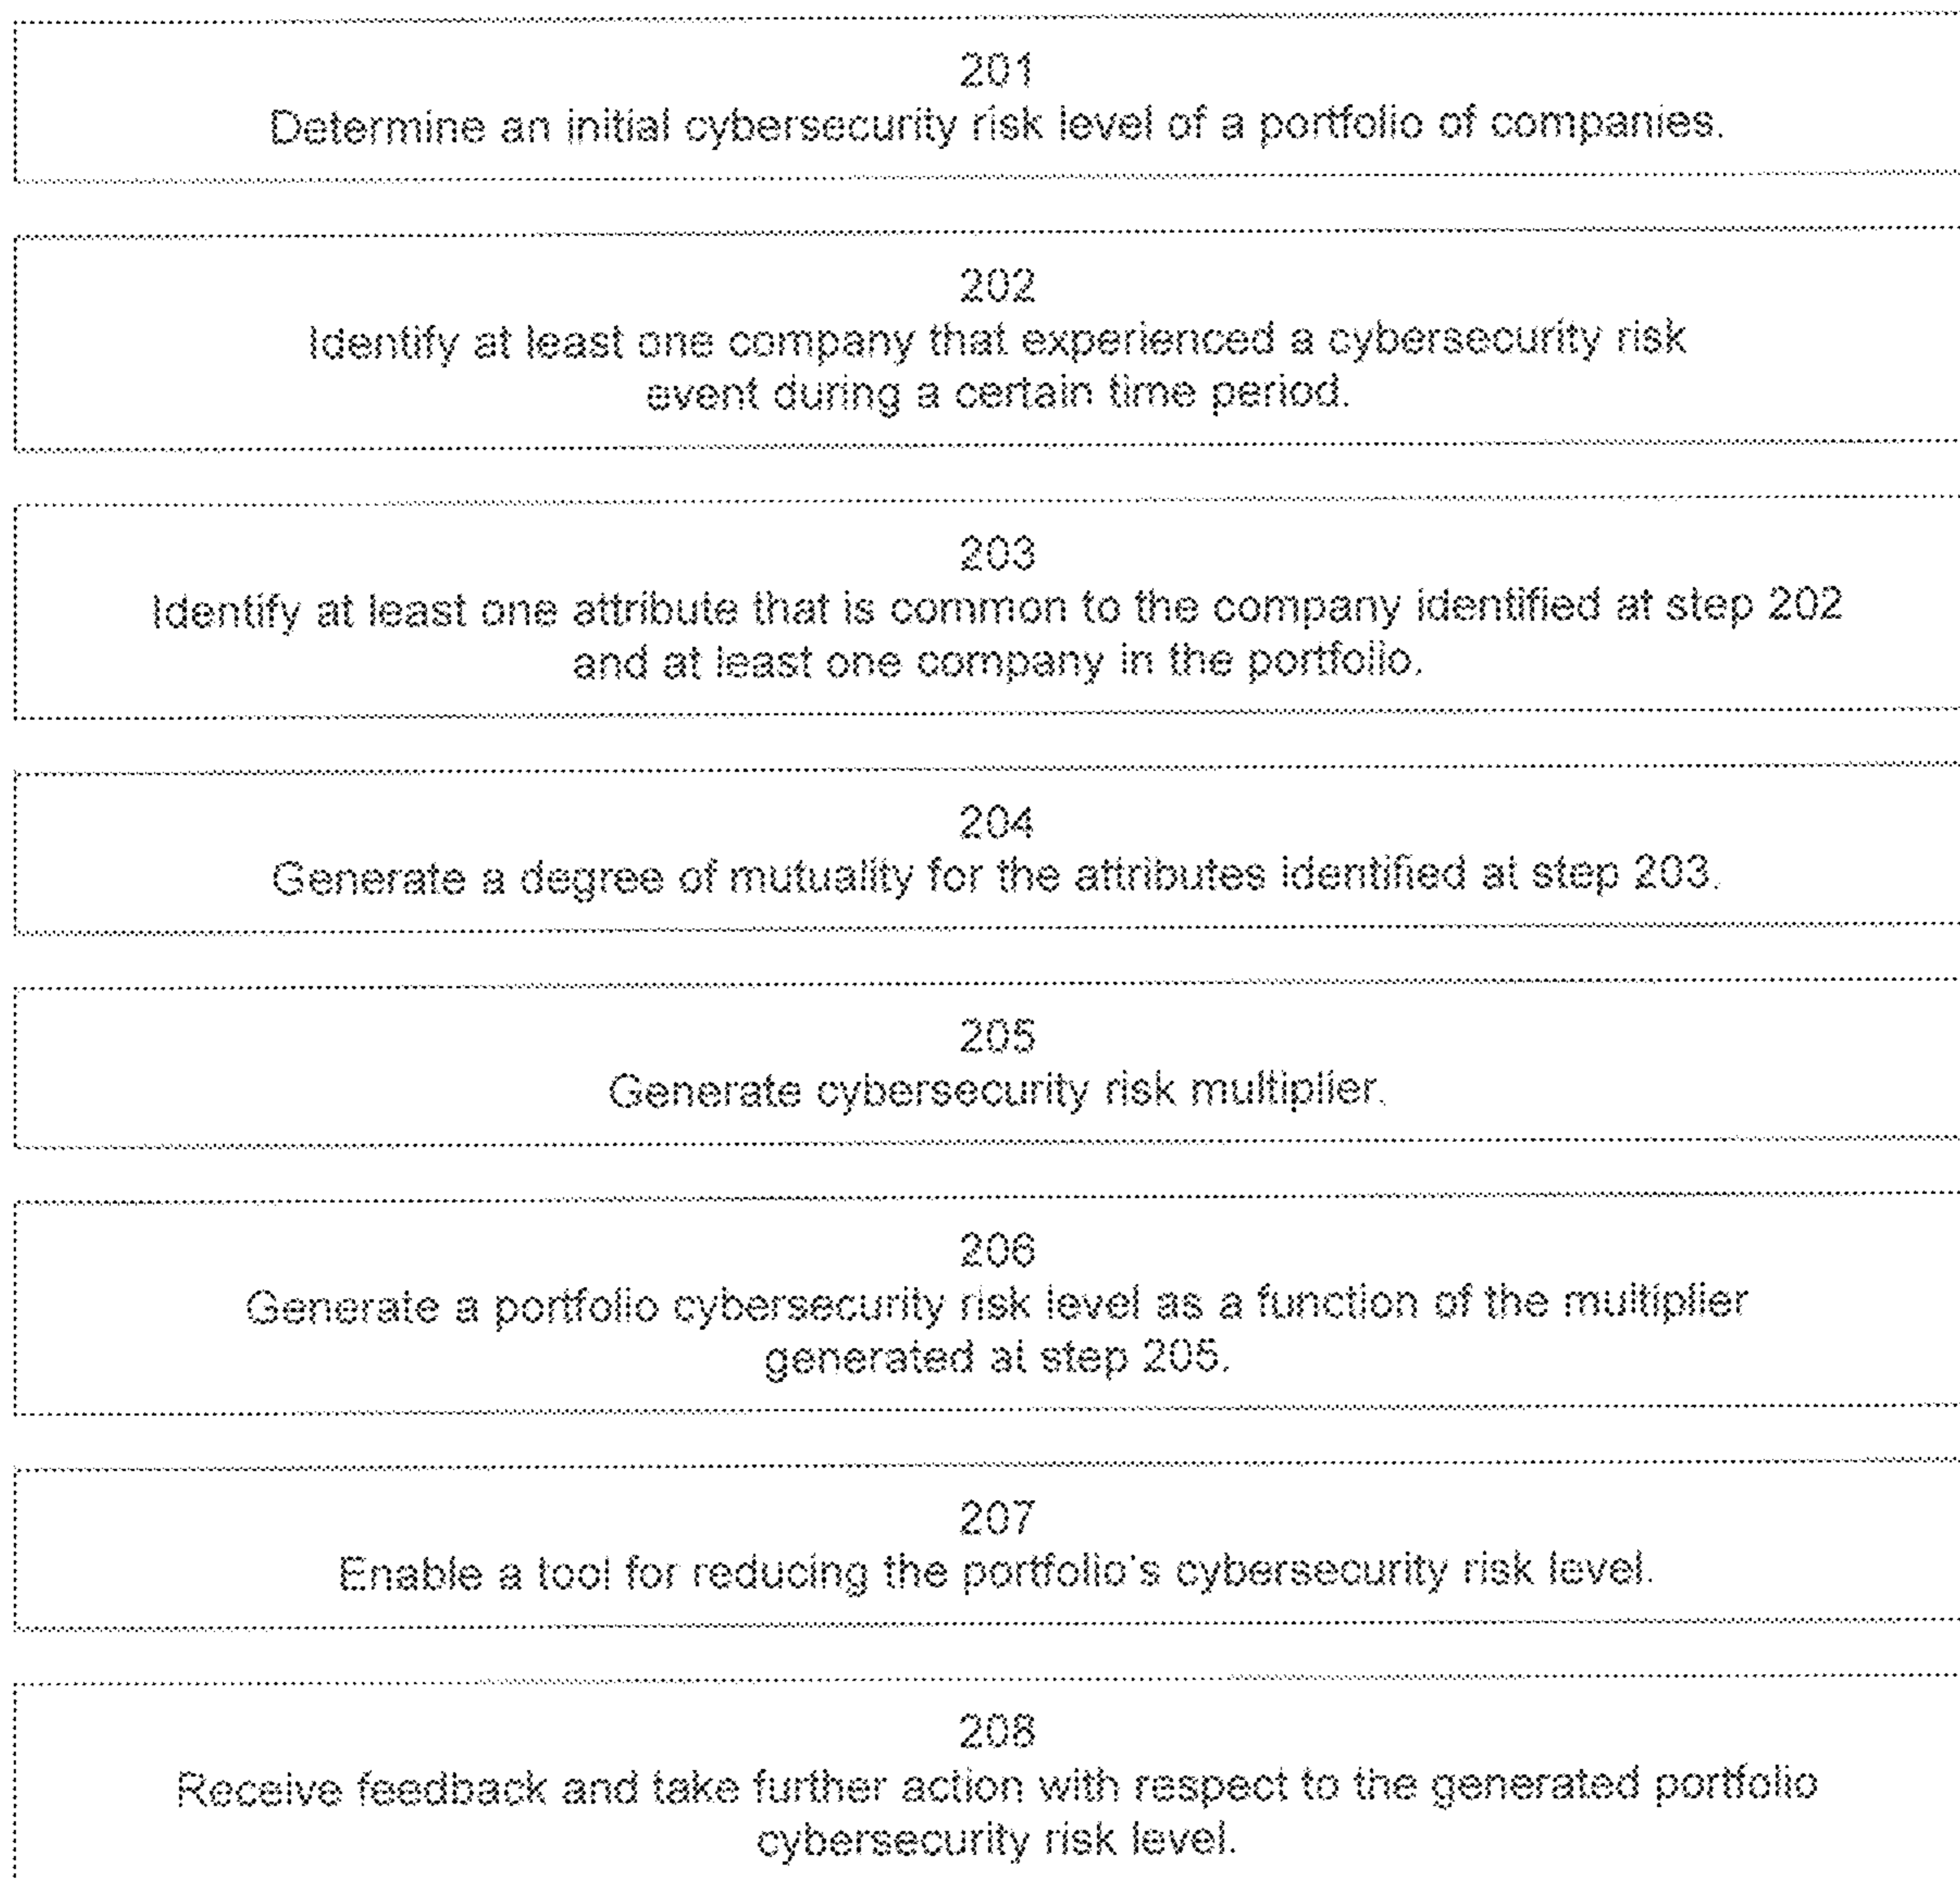 201
Determine an initial cybersecurity risk level of a portfolio of companies.
202
Identify at least one company that experienced a cybersecurity risk
event during a certain time period.
203
Identify at least one attribute that is common to the company identified at step 202
and at least one company in the portfolio.
204
Generate a degree of mutuality for the attributes identified at step 203.
205
Generate cybersecurity risk multiplier.
206
Generate a portfolio cybersecurity risk level as a function of the multiplier
generated at step 205.
207
Enable a tool for reducing the portfolio's cybersecurity risk level.
208
Receive feedback and take further action with respect to the generated portfolio
cybersecurity risk level.